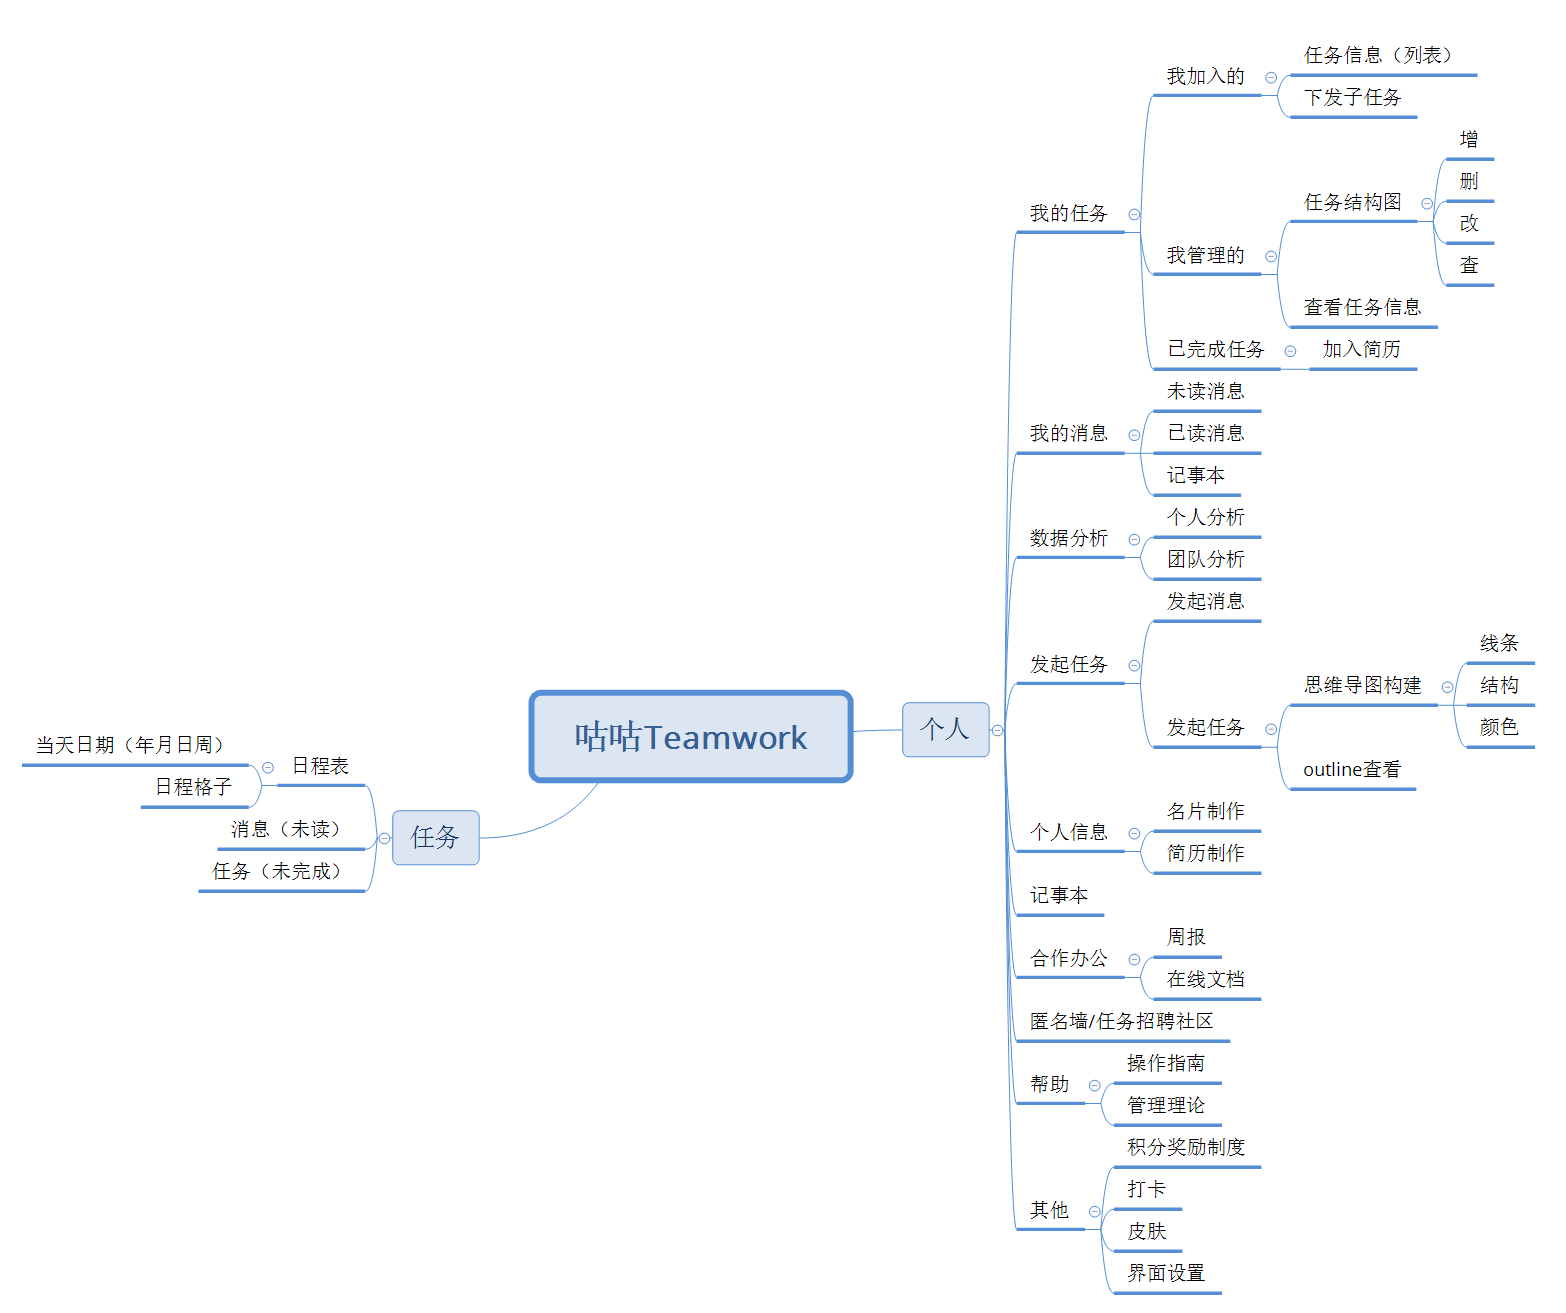 咕咕Teamwork
个人
我的任务
我加入的
任务信息（列表）
下发子任务
我管理的
任务结构图
增
删
改
查
查看任务信息
已完成任务
加入简历
我的消息
未读消息
已读消息
记事本
数据分析
个人分析
团队分析
发起任务
发起消息
发起任务
思维导图构建
线条
结构
颜色
outline查看
个人信息
名片制作
简历制作
记事本
合作办公
周报
在线文档
匿名墙/任务招聘社区
帮助
操作指南
管理理论
其他
积分奖励制度
打卡
皮肤
界面设置
任务
日程表
当天日期（年月日周）
日程格子
消息（未读）
任务（未完成）